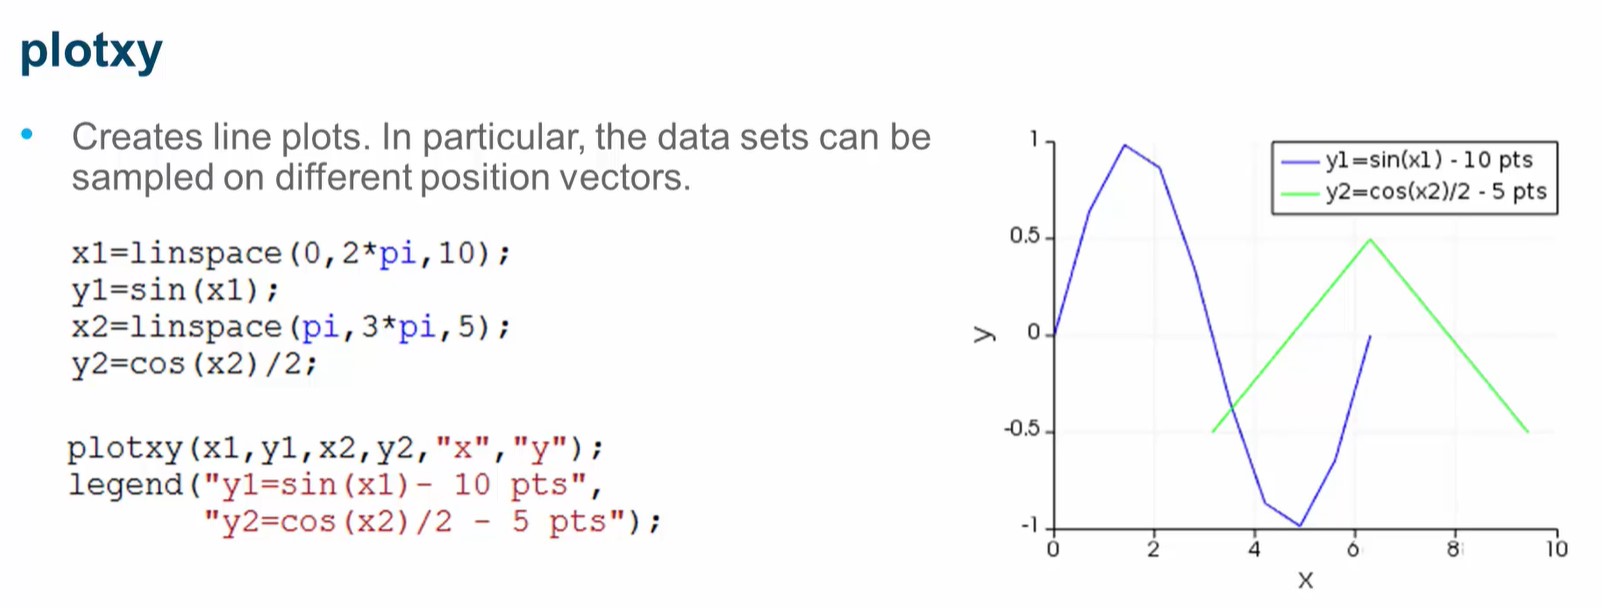 plotxy
• Creates line plots. In particular, the data sets can be
sampled on different position vectors.
x1=linspace(0,2*pi,10);
y1=sin(x1);
x2=linspace(pi,3*pi,5);
y2=cos(x2)/2;
plotxy(x1,y1,x2,y2,"x","y");
legend("y1=sin(x1)- 10 pts",
"y2=cos(x2)/2 - 5 pts");
y1=sin(x1) - 10 pts
y2=cos(x2)/2 - 5 pts
1
0.5
0
-0.5
-1
y
0 2 4 6 8 10
x